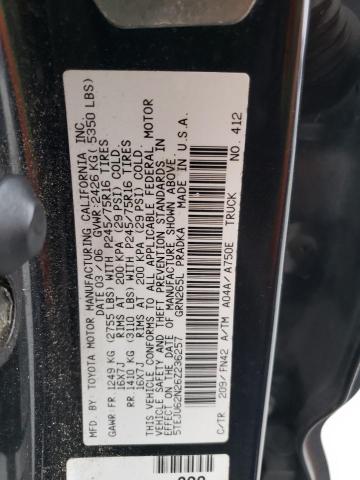 MFD BY: TOYOTA MOTOR MANUFACTURING CALIFORNIA, INC.
DATE 03 / 06 GVWR:2426 KG( 5350 LBS)
GAWR FR 1249 KG (2755 LBS) WITH P245/75R16 TIRES
16X7J RIMS AT 200 KPA (29 PSI) COLD
RR 1410 KG (3110 LBS) WITH P245/75R16 TIRES
16X7J RIMS AT 200 KPA (29 PSI) COLD
THIS VEHICLE CONFORMS TO ALL APPLICABLE FEDERAL MOTOR
VEHICLE SAFETY AND THEFT PREVENTION STANDARDS IN
EFFECT ON DATE OF MANUFACTURE SHOWN ABOVE.
5TEJU62N26Z236257 GRN265L PRADKA MADE IN U.S.A.
TRUCK NO. 412
C/TR 209/FN42 A/TM A04A/A750E